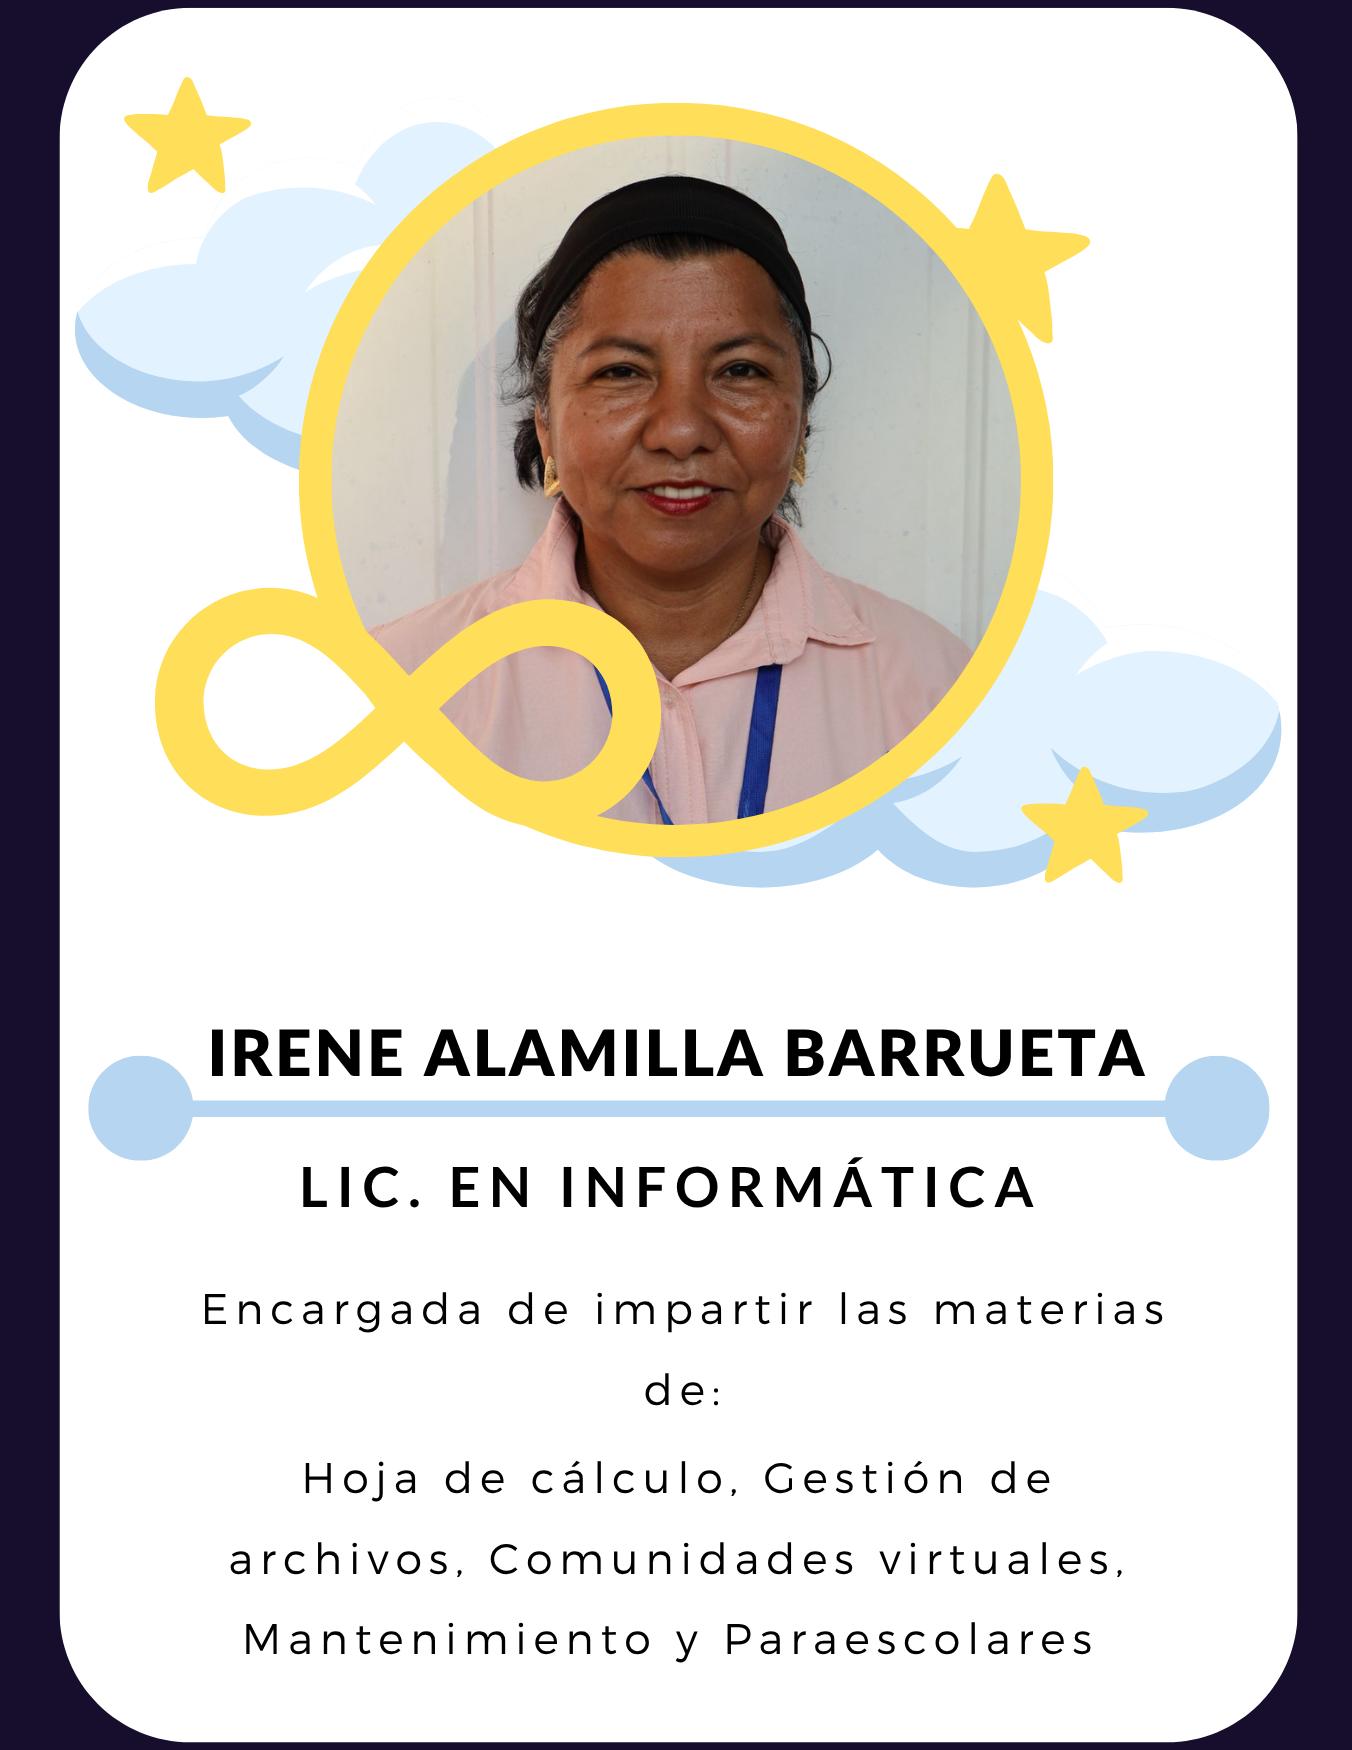 IRENE ALAMILLA BARRUETA
LIC. EN INFORMÁTICA
Encargada de impartir las materias
de:
Hoja de cálculo, Gestión de
archivos, Comunidades virtuales,
Mantenimiento y Paraescolares